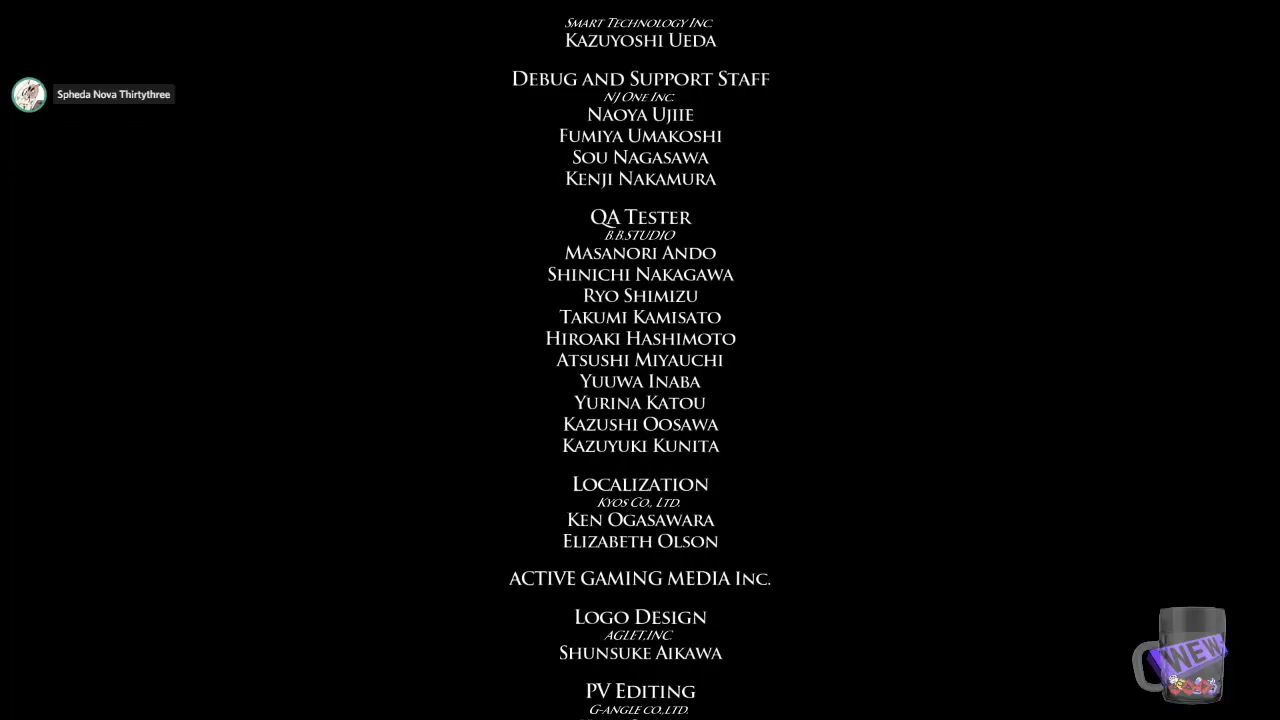 SMART TECHNOLOGY INC.
KAZUYOSHI UEDA
DEBUG AND SUPPORT STAFF
NJ ONE INC.
Spheda Nova Thirtythree
NAOYA UJIIE
FUMIYA UMAKOSHI
SOU NAGASAWA
KENJI NAKAMURA
QA TESTER
B.B.STUDIO
MASANORI ANDO
SHINICHI NAKAGAWA
RYO SHIMIZU
TAKUMI KAMISATO
HIROAKI HASHIMOTO
ATSUSHI MIYAUCHI
YUUWA INABA
YURINA KATOU
KAZUSHI OOSAWA
KAZUYUKI KUNITA
LOCALIZATION
KYOS CO., LTD.
KEN OGASAWARA
ELIZABETH OLSON
ACTIVE GAMING MEDIA INC.
LOGO DESIGN
AGLET,INC.
SHUNSUKE AIKAWA
WEW
PV EDITING
G-ANGLE CO.,LTD.